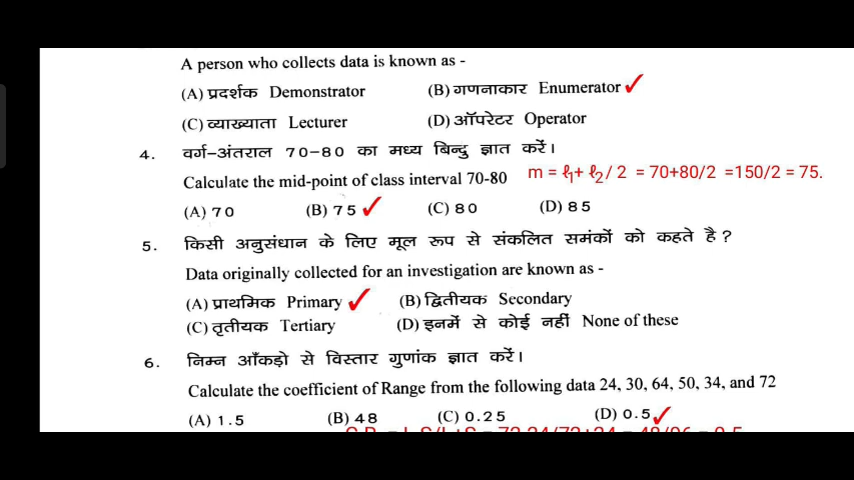 A person who collects data is known as -
(A) प्रदर्शक Demonstrator (B) गणनाकार Enumerator ✓
(C) व्याख्याता Lecturer (D) ऑपरेटर Operator
4. वर्ग-अंतराल 70-80 का मध्य बिन्दु ज्ञात करें।
Calculate the mid-point of class interval 70-80 m = ℓ₁+ ℓ₂/ 2 = 70+80/2 =150/2 = 75.
(A) 70 (B) 75 ✓ (C) 80 (D) 85
5. किसी अनुसंधान के लिए मूल रूप से संकलित समंकों को कहते है ?
Data originally collected for an investigation are known as -
(A) प्राथमिक Primary ✓ (B) द्वितीयक Secondary
(C) तृतीयक Tertiary (D) इनमें से कोई नहीं None of these
6. निम्न आँकड़ो से विस्तार गुणांक ज्ञात करें।
Calculate the coefficient of Range from the following data 24, 30, 64, 50, 34, and 72
(A) 1.5 (B) 48 (C) 0.25 (D) 0.5 ✓